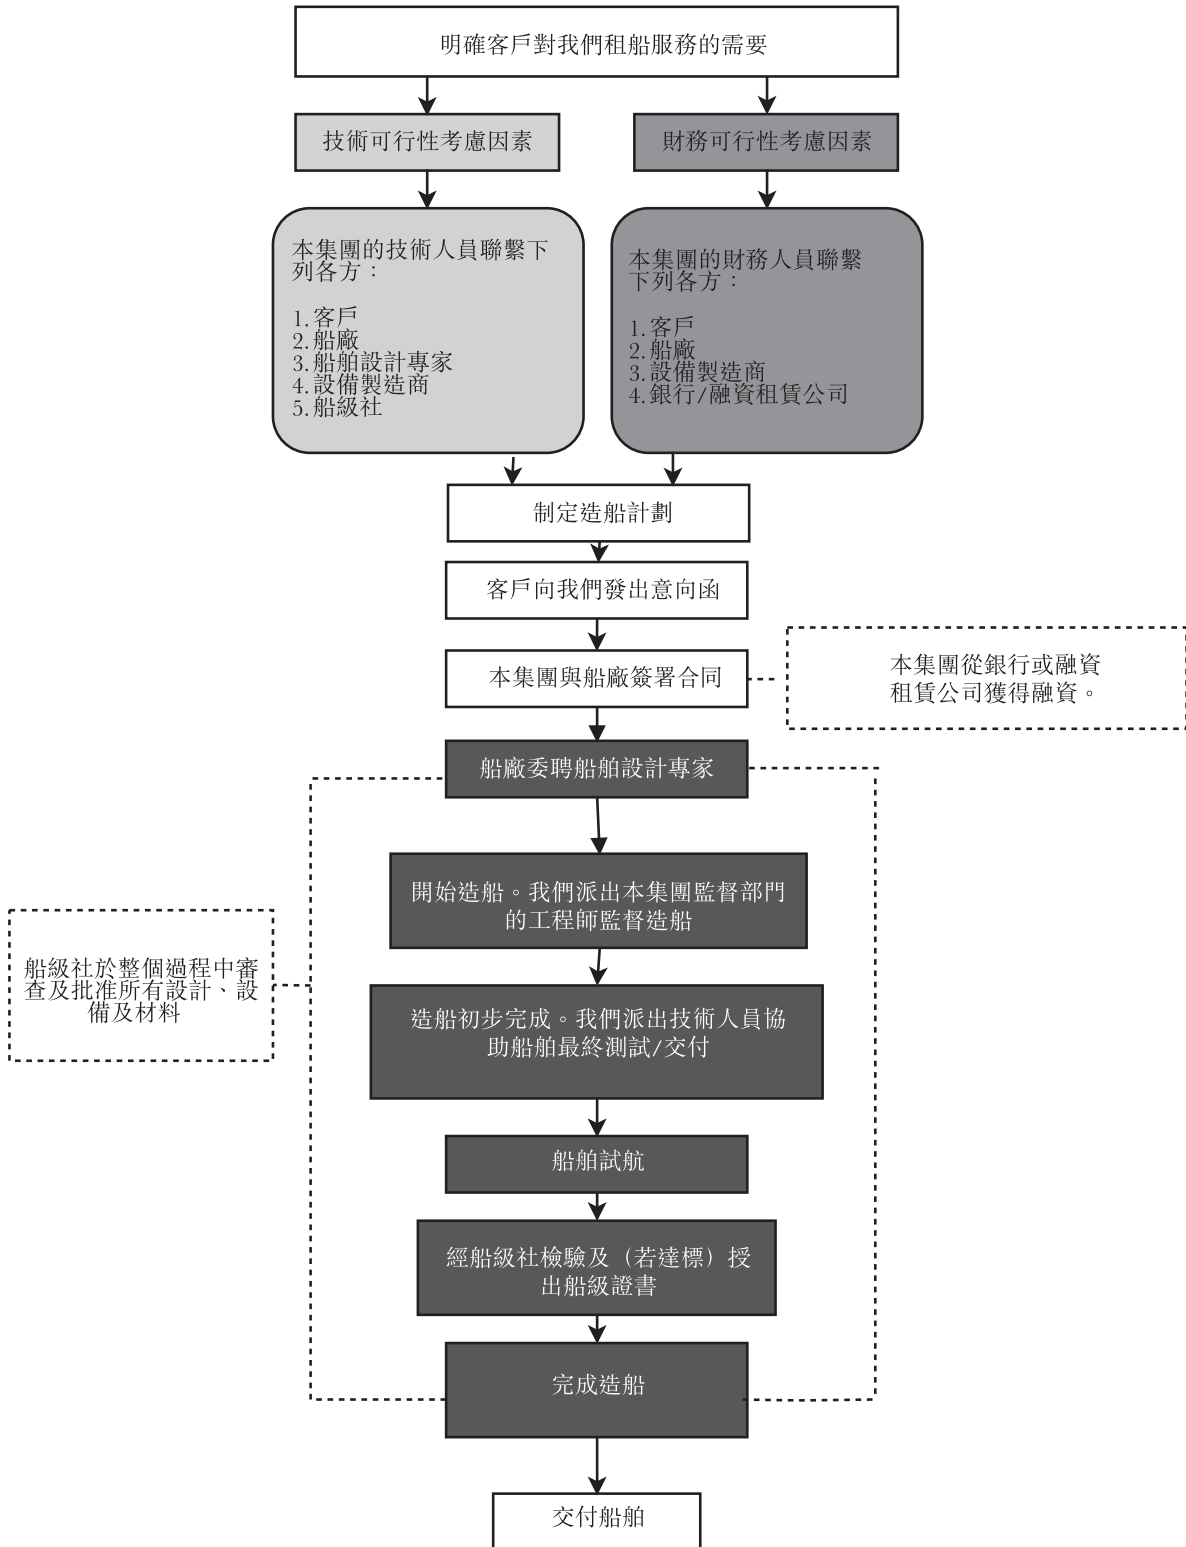 明確客戶對我們租船服務的需要
技術可行性考慮因素
財務可行性考慮因素
本集團的技術人員聯繫下
列各方：
1. 客戶
2. 船廠
3. 船舶設計專家
4. 設備製造商
5. 船級社
本集團的財務人員聯繫
下列各方：
1. 客戶
2. 船廠
3. 設備製造商
4. 銀行/融資租賃公司
制定造船計劃
客戶向我們發出意向函
本集團與船廠簽署合同
本集團從銀行或融資
租賃公司獲得融資。
船廠委聘船舶設計專家
開始造船。我們派出本集團監督部門
的工程師監督造船
船級社於整個過程中審
查及批准所有設計、設
備及材料
造船初步完成。我們派出技術人員協
助船舶最終測試/交付
船舶試航
經船級社檢驗及（若達標）授
出船級證書
完成造船
交付船舶